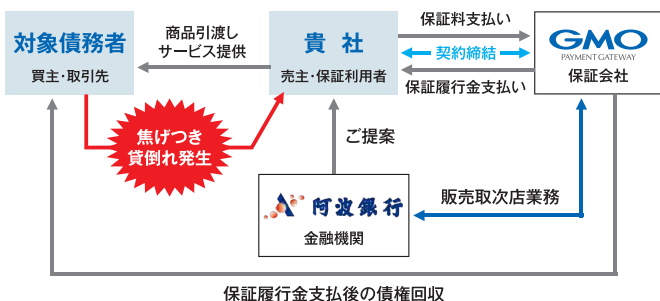 対象債務者
買主・取引先
商品引渡し
サービス提供
貴社
売主・保証利用者
保証料支払い
契約締結
保証履行金支払い
GMO
PAYMENT GATEWAY
保証会社
焦げつき
貸倒れ発生
ご提案
阿波銀行
金融機関
販売取次店業務
保証履行金支払後の債権回収